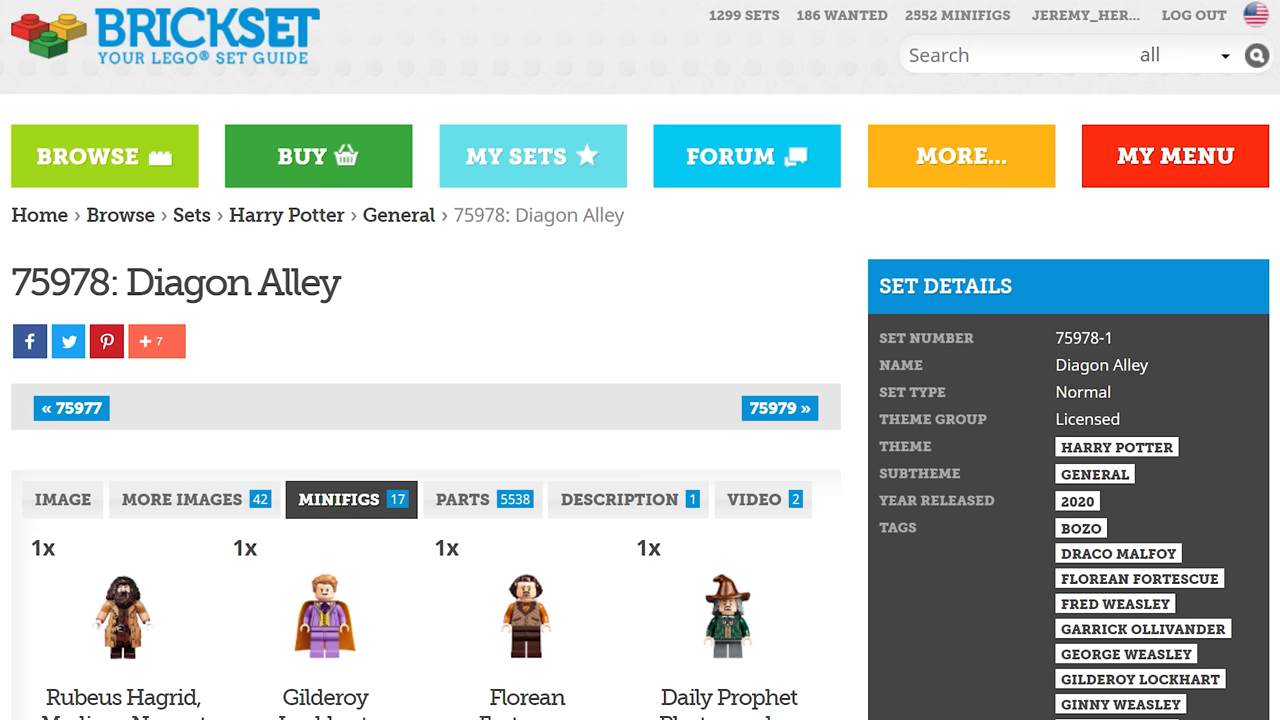 BRICKSET
YOUR LEGO® SET GUIDE
1299 SETS 186 WANTED 2552 MINIFIGS JEREMY_HER... LOG OUT
Search all
BROWSE BUY MY SETS FORUM MORE... MY MENU
Home › Browse › Sets › Harry Potter › General › 75978: Diagon Alley
75978: Diagon Alley
+ 7
« 75977 75979 »
IMAGE MORE IMAGES 42 MINIFIGS 17 PARTS 5538 DESCRIPTION 1 VIDEO 2
1x 1x 1x 1x
Rubeus Hagrid, Gilderoy Florean Daily Prophet
SET DETAILS
SET NUMBER 75978-1
NAME Diagon Alley
SET TYPE Normal
THEME GROUP Licensed
THEME HARRY POTTER
SUBTHEME GENERAL
YEAR RELEASED 2020
TAGS BOZO
DRACO MALFOY
FLOREAN FORTESCUE
FRED WEASLEY
GARRICK OLLIVANDER
GEORGE WEASLEY
GILDEROY LOCKHART
GINNY WEASLEY